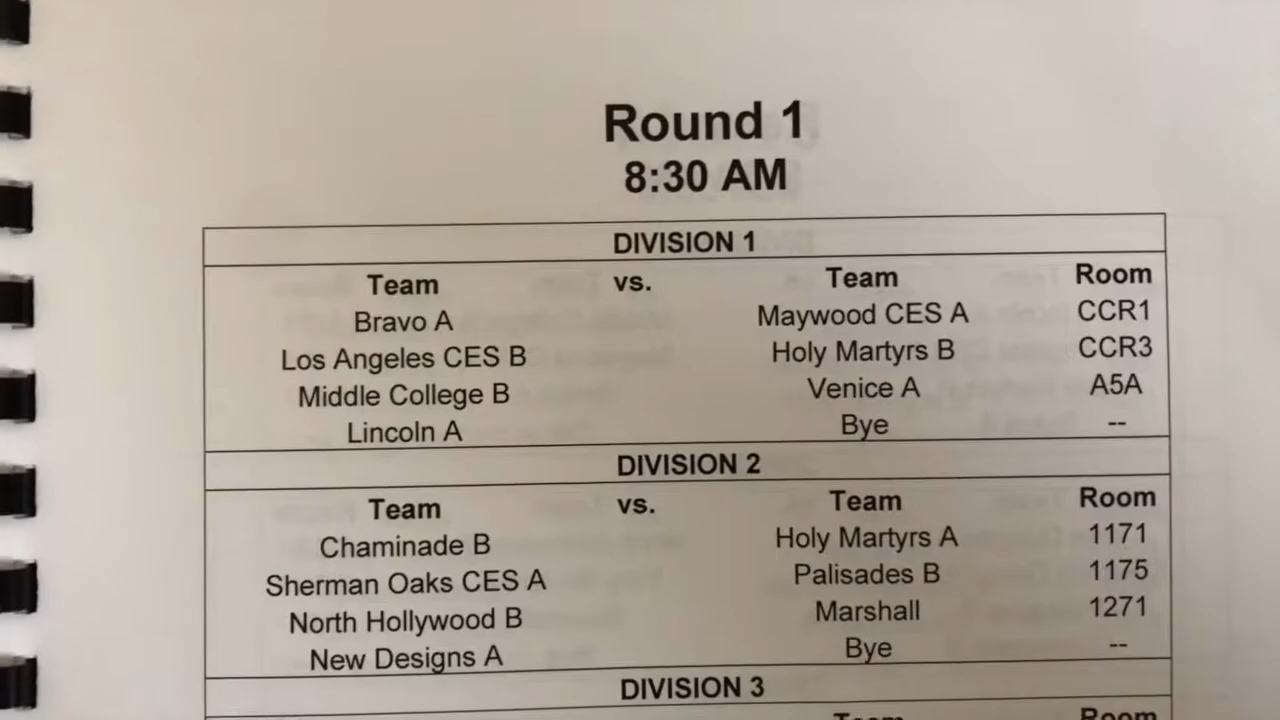 Round 1
8:30 AM
DIVISION 1
Team vs. Team Room
Bravo A Maywood CES A CCR1
Los Angeles CES B Holy Martyrs B CCR3
Middle College B Venice A A5A
Lincoln A Bye --
DIVISION 2
Team vs. Team Room
Chaminade B Holy Martyrs A 1171
Sherman Oaks CES A Palisades B 1175
North Hollywood B Marshall 1271
New Designs A Bye --
DIVISION 3
Team Room